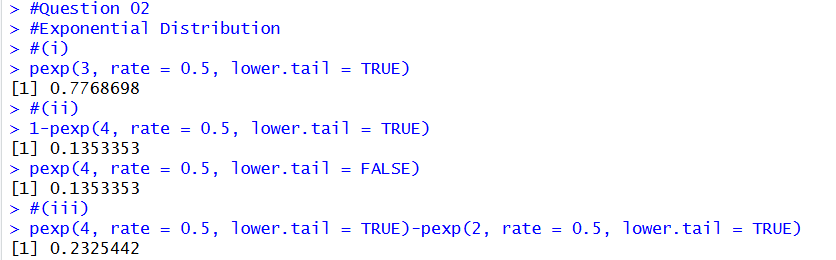 > #Question 02
> #Exponential Distribution
> #(i)
> pexp(3, rate = 0.5, lower.tail = TRUE)
[1] 0.7768698
> #(ii)
> 1-pexp(4, rate = 0.5, lower.tail = TRUE)
[1] 0.1353353
> pexp(4, rate = 0.5, lower.tail = FALSE)
[1] 0.1353353
> #(iii)
> pexp(4, rate = 0.5, lower.tail = TRUE)-pexp(2, rate = 0.5, lower.tail = TRUE)
[1] 0.2325442